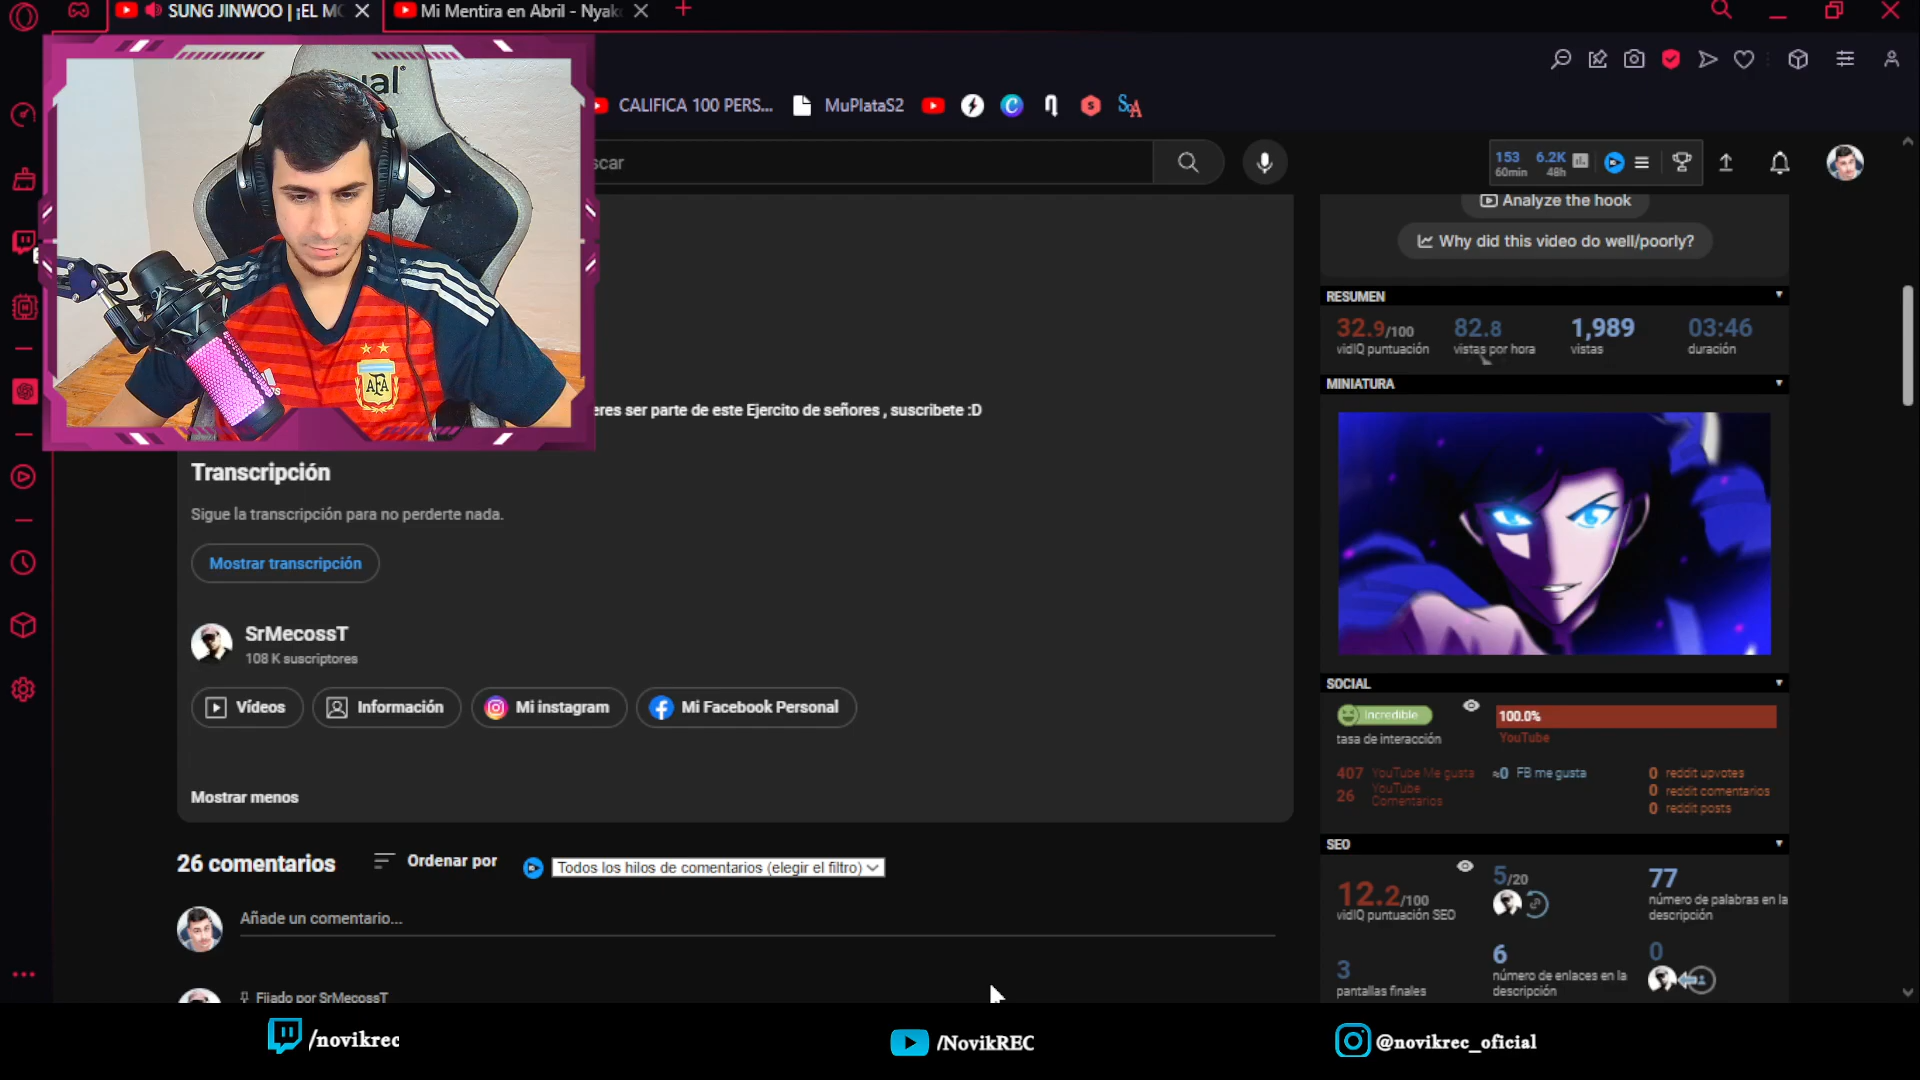 SUNG JINWOO | ¡EL MO
Mi Mentira en Abril - Nyak
CALIFICA 100 PERS...
MuPlataS2
scar
153
60min
6.2K
48h
Analyze the hook
Why did this video do well/poorly?
RESUMEN
32.9/100
vidIQ puntuación
82.8
vistas por hora
1,989
vistas
03:46
duración
MINIATURA
AFA
eres ser parte de este Ejercito de señores , suscribete :D
Transcripción
Sigue la transcripción para no perderte nada.
Mostrar transcripción
SrMecossT
108 K suscriptores
Vídeos
Información
Mi instagram
Mi Facebook Personal
Mostrar menos
SOCIAL
Incredible
tasa de interacción
100.0%
YouTube
407 YouTube Me gusta
26 YouTube Comentarios
≈0 FB me gusta
0 reddit upvotes
0 reddit comentarios
0 reddit posts
SEO
12.2/100
vidIQ puntuación SEO
5/20
77
número de palabras en la
descripción
3
pantallas finales
6
número de enlaces en la
descripción
0
26 comentarios
Ordenar por
Todos los hilos de comentarios (elegir el filtro)
Añade un comentario...
Fijado por SrMecossT
/novikrec
/NovikREC
@novikrec_oficial